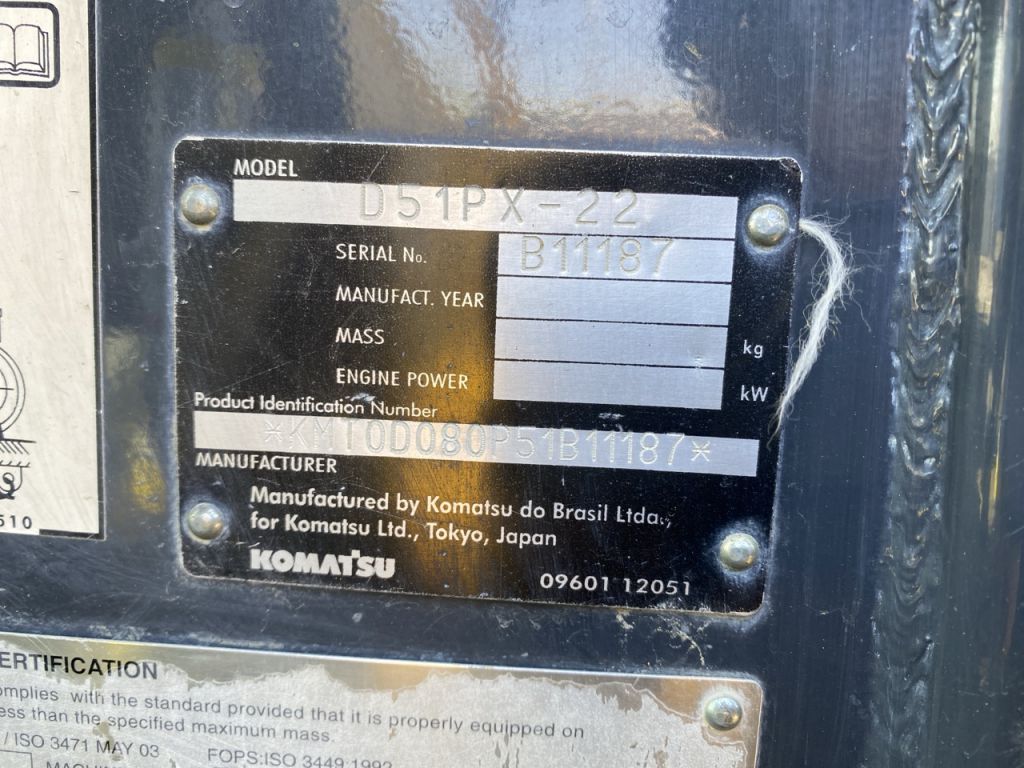 MODEL
D51PX-22
SERIAL No.
B11187
MANUFACT. YEAR
MASS
kg
ENGINE POWER
kW
Product Identification Number
*KMT0D080P51B11187*
MANUFACTURER
Manufactured by Komatsu do Brasil Ltda.,
for Komatsu Ltd., Tokyo, Japan
KOMATSU
09601 12051
510
ERTIFICATION
omplies with the standard provided that it is properly equipped on
ess than the specified maximum mass.
/ ISO 3471 MAY 03
FOPS:ISO 3449:1992